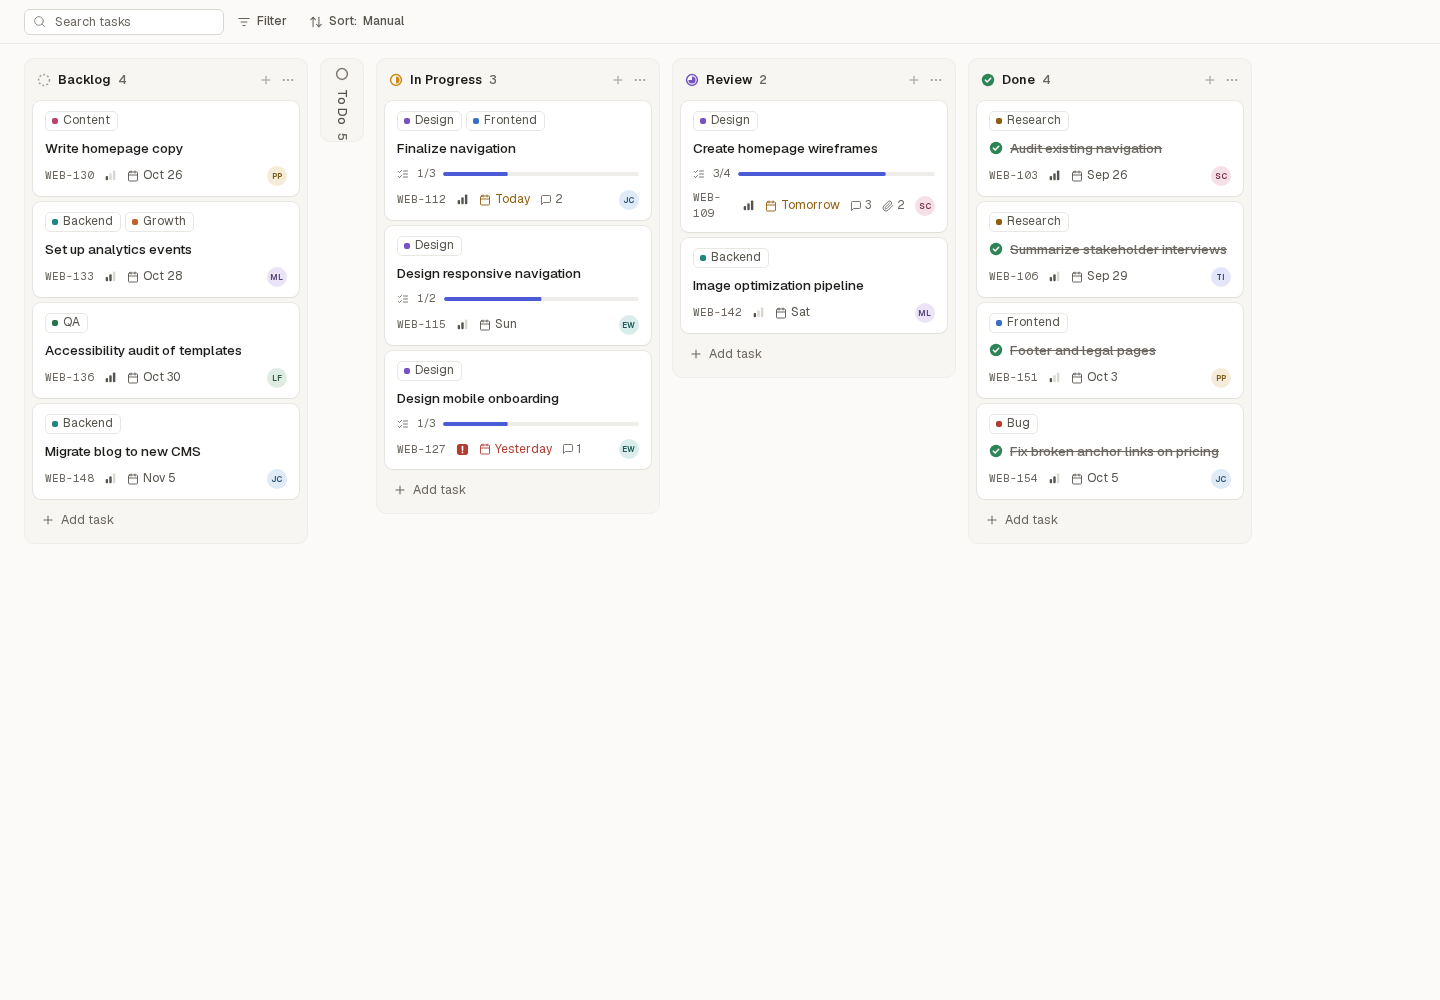 Search tasks
Filter
Sort: Manual
Backlog 4
Content
Write homepage copy
WEB-130 Oct 26 PP
Backend Growth
Set up analytics events
WEB-133 Oct 28 ML
QA
Accessibility audit of templates
WEB-136 Oct 30 LF
Backend
Migrate blog to new CMS
WEB-148 Nov 5 JC
Add task
To Do 5
In Progress 3
Design Frontend
Finalize navigation
1/3
WEB-112 Today 2 JC
Design
Design responsive navigation
1/2
WEB-115 Sun EW
Design
Design mobile onboarding
1/3
WEB-127 Yesterday 1 EW
Add task
Review 2
Design
Create homepage wireframes
3/4
WEB-
109 Tomorrow 3 2 SC
Backend
Image optimization pipeline
WEB-142 Sat ML
Add task
Done 4
Research
Audit existing navigation
WEB-103 Sep 26 SC
Research
Summarize stakeholder interviews
WEB-106 Sep 29 TI
Frontend
Footer and legal pages
WEB-151 Oct 3 PP
Bug
Fix broken anchor links on pricing
WEB-154 Oct 5 JC
Add task